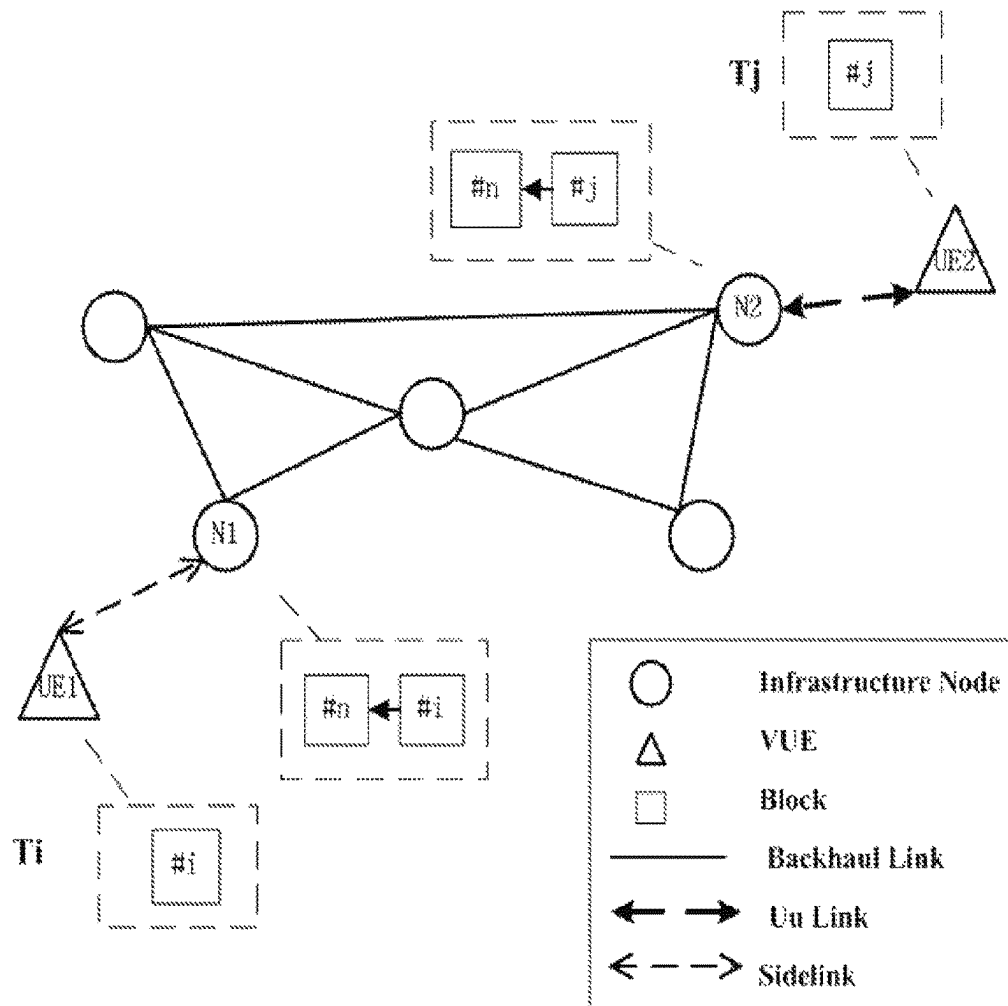 Tj
#j
#n
#j
UE2
N2
N1
UE1
#n
#i
Ti
#i
Infrastructure Node
VUE
Block
Backhaul Link
Uu Link
Sidelink